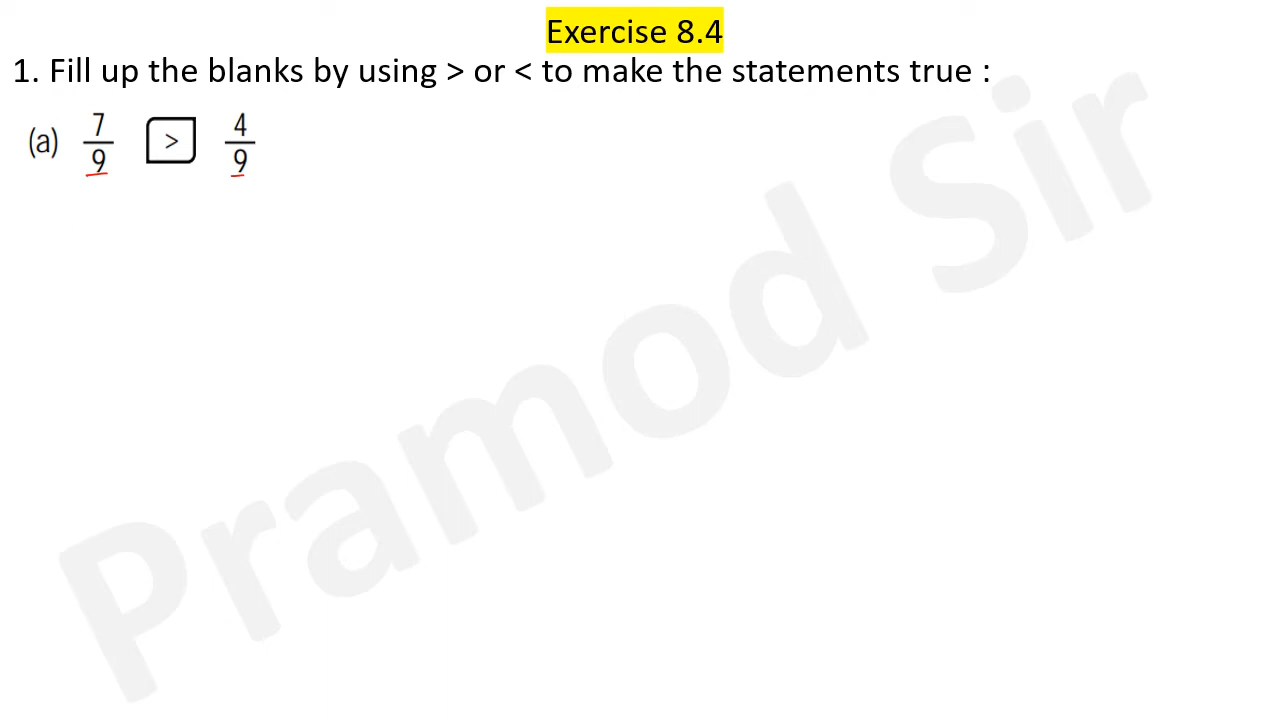 Exercise 8.4
1. Fill up the blanks by using > or < to make the statements true :
(a) 7/9 > 4/9
Pramod Sir